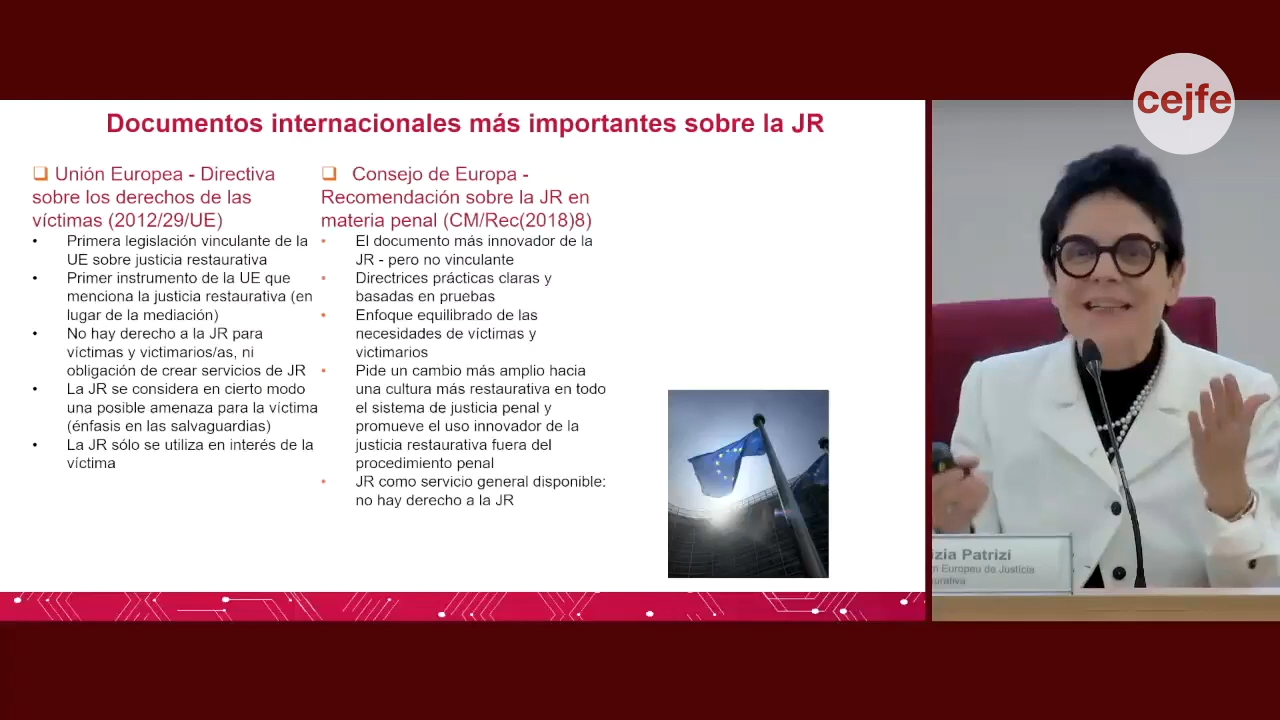 cejfe
Documentos internacionales más importantes sobre la JR
❑ Unión Europea - Directiva
sobre los derechos de las
víctimas (2012/29/UE)
• Primera legislación vinculante de la
UE sobre justicia restaurativa
• Primer instrumento de la UE que
menciona la justicia restaurativa (en
lugar de la mediación)
• No hay derecho a la JR para
víctimas y victimarios/as, ni
obligación de crear servicios de JR
• La JR se considera en cierto modo
una posible amenaza para la víctima
(énfasis en las salvaguardias)
• La JR sólo se utiliza en interés de la
víctima
❑ Consejo de Europa -
Recomendación sobre la JR en
materia penal (CM/Rec(2018)8)
• El documento más innovador de la
JR - pero no vinculante
• Directrices prácticas claras y
basadas en pruebas
• Enfoque equilibrado de las
necesidades de víctimas y
victimarios
• Pide un cambio más amplio hacia
una cultura más restaurativa en todo
el sistema de justicia penal y
promueve el uso innovador de la
justicia restaurativa fuera del
procedimiento penal
• JR como servicio general disponible:
no hay derecho a la JR
Patrizi
Europeu de Justícia